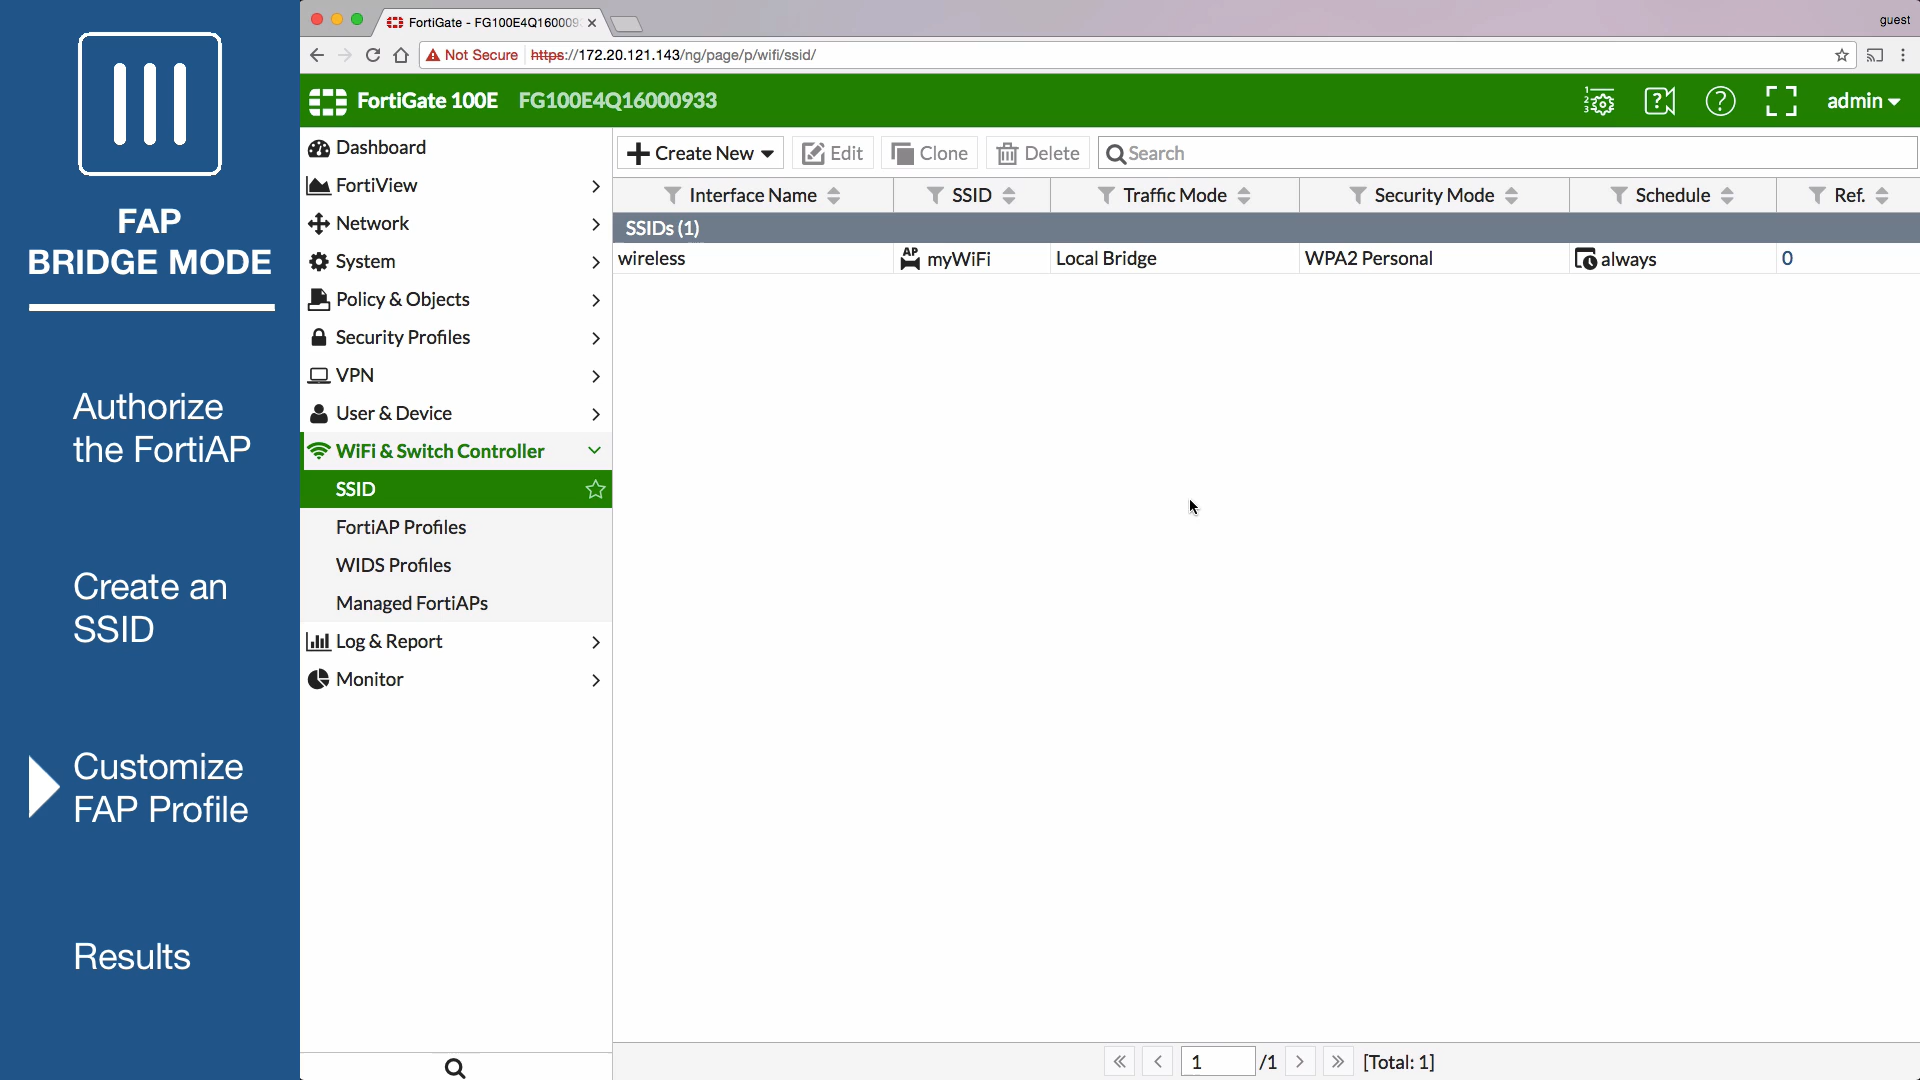 FAP
BRIDGE MODE
Authorize
the FortiAP
Create an
SSID
Customize
FAP Profile
Results
FortiGate - FG100E4Q160009
guest
Not Secure https://172.20.121.143/ng/page/p/wifi/ssid/
FortiGate 100E FG100E4Q16000933
admin
Dashboard
FortiView
Network
System
Policy & Objects
Security Profiles
VPN
User & Device
WiFi & Switch Controller
SSID
FortiAP Profiles
WIDS Profiles
Managed FortiAPs
Log & Report
Monitor
Create New Edit Clone Delete Search
Interface Name SSID Traffic Mode Security Mode Schedule Ref.
SSIDs (1)
wireless AP myWiFi Local Bridge WPA2 Personal always 0
1 /1 [Total: 1]